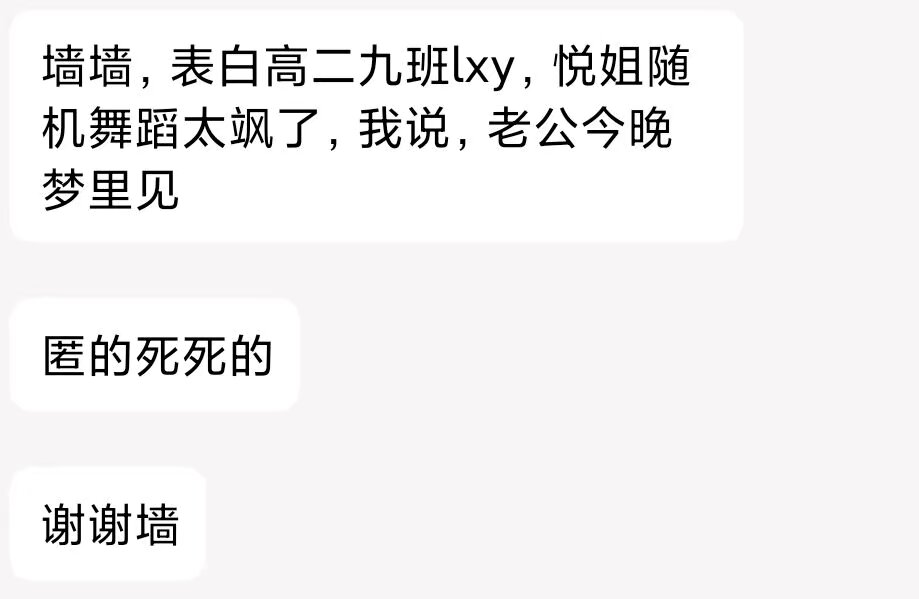 墙墙，表白高二九班lxy，悦姐随
机舞蹈太飒了，我说，老公今晚
梦里见
匿的死死的
谢谢墙